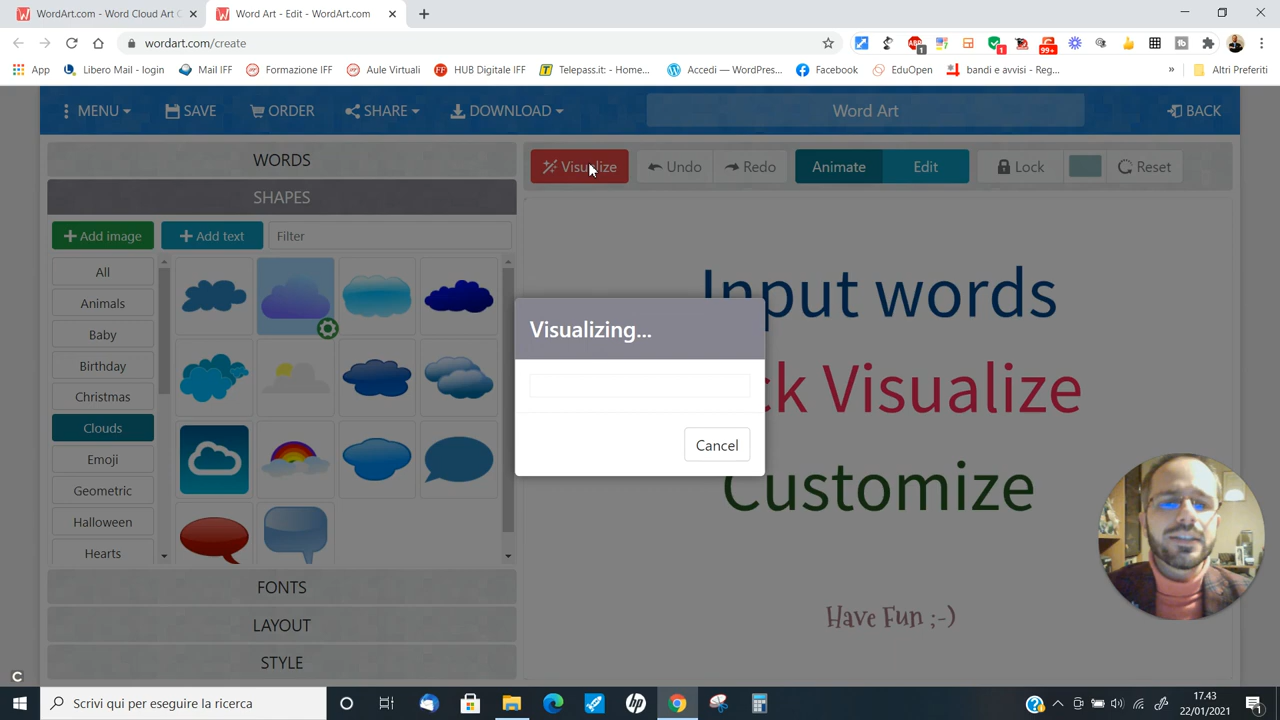 WordArt.com - Word Cloud Art C
Word Art - Edit - WordArt.com
wordart.com/create
App
Libero Mail - login
Mail IFF
Formazione IFF
Aule Virtuali
HUB Digitale IFF
Telepass.it: - Home...
Accedi — WordPres...
Facebook
EduOpen
bandi e avvisi - Reg...
»
Altri Preferiti
MENU
SAVE
ORDER
SHARE
DOWNLOAD
Word Art
BACK
WORDS
Visualize
Undo
Redo
Animate
Edit
Lock
Reset
SHAPES
Add image
Add text
Filter
All
Animals
Baby
Birthday
Christmas
Clouds
Emoji
Geometric
Halloween
Hearts
FONTS
LAYOUT
STYLE
Visualizing...
Cancel
Input words
ck Visualize
Customize
Have Fun ;-)
Scrivi qui per eseguire la ricerca
17.43
22/01/2021